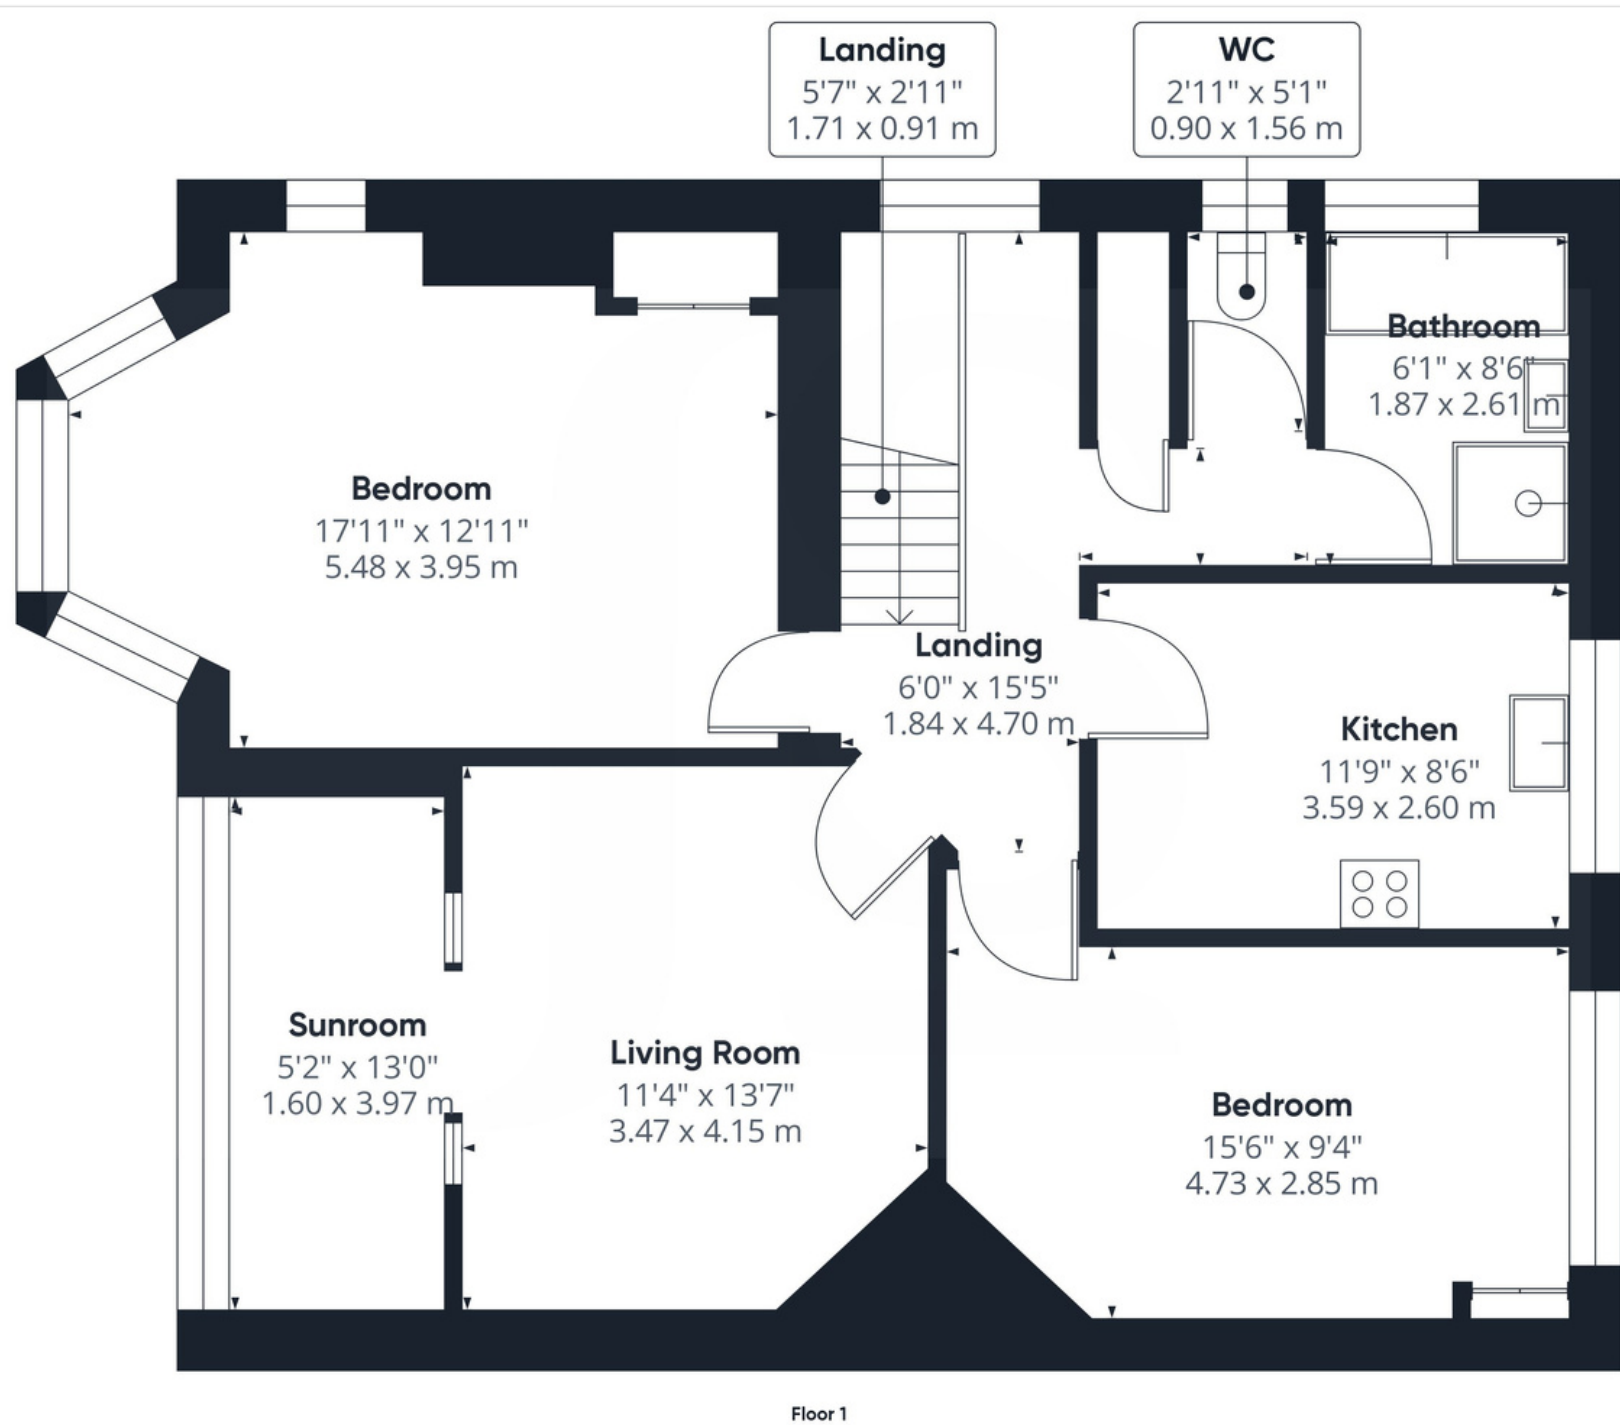 Landing
5'7" x 2'11"
1.71 x 0.91 m
WC
2'11" x 5'1"
0.90 x 1.56 m
Bathroom
6'1" x 8'6"
1.87 x 2.61 m
Bedroom
17'11" x 12'11"
5.48 x 3.95 m
Landing
6'0" x 15'5"
1.84 x 4.70 m
Kitchen
11'9" x 8'6"
3.59 x 2.60 m
Sunroom
5'2" x 13'0"
1.60 x 3.97 m
Living Room
11'4" x 13'7"
3.47 x 4.15 m
Bedroom
15'6" x 9'4"
4.73 x 2.85 m
Floor 1